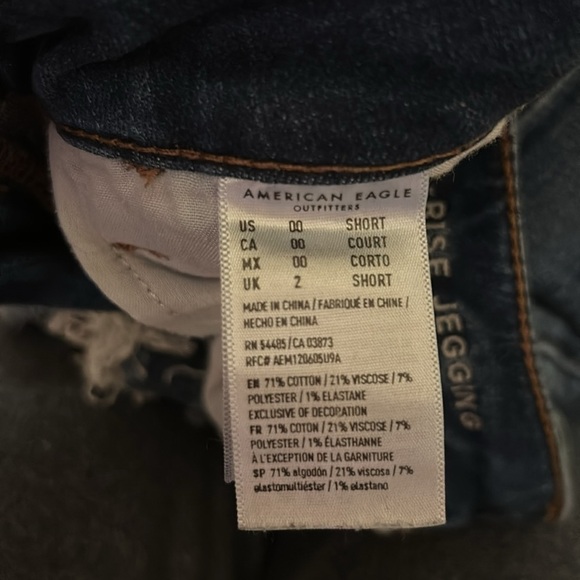 AMERICAN EAGLE
OUTFITTERS
US 00 SHORT
CA 00 COURT
MX 00 CORTO
UK 2 SHORT
MADE IN CHINA / FABRIQUÉ EN CHINE /
HECHO EN CHINA
RN 54485 / CA 03873
RFC# AEM120605U9A
EN 71% COTTON / 21% VISCOSE / 7%
POLYESTER / 1% ELASTANE
EXCLUSIVE OF DECORATION
FR 71% COTON / 21% VISCOSE / 7%
POLYESTER / 1% ÉLASTHANNE
À L'EXCEPTION DE LA GARNITURE
SP 71% algodón / 21% viscosa / 7%
elastomultiéster / 1% elastano
RISE JEGGING